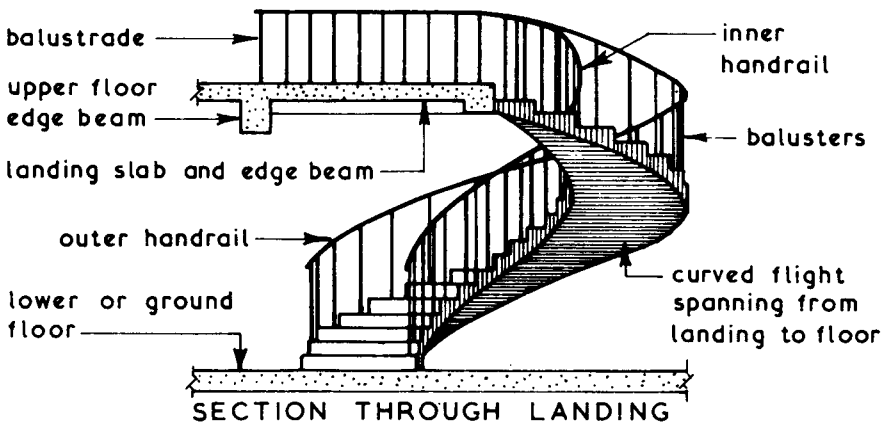 balustrade
upper floor
edge beam
landing slab and edge beam
outer handrail
lower or ground
floor
inner
handrail
balusters
curved flight
spanning from
landing to floor
SECTION THROUGH LANDING